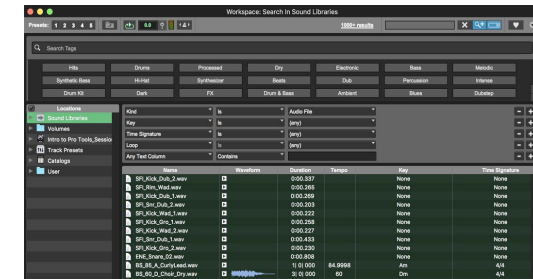 Workspace: Search In Sound Libraries
Presets: 1 2 3 4 5 0.0 1000+ results
Search Tags
Hits Drums Processed Dry Electronic Bass Melodic
Synthetic Bass Hi-Hat Synthesizer Beats Dub Percussion Intense
Drum Kit Dark FX Drum & Bass Ambient Blues Dubstep
Locations
Sound Libraries
Volumes
Intro to Pro Tools_Sessio
Track Presets
Catalogs
User
Kind Is Audio File
Key Is (any)
Time Signature Is (any)
Loop Is (any)
Any Text Column Contains
Name Waveform Duration Tempo Key Time Signature
SFI_Kick_Dub_2.wav 0:00.337 None None
SFI_Rim_Wad.wav 0:00.265 None None
SFI_Kick_Dub_1.wav 0:00.269 None None
SFI_Snr_Dub_2.wav 0:00.203 None None
SFI_Kick_Wad_1.wav 0:00.222 None None
SFI_Kick_Gro_1.wav 0:00.258 None None
SFI_Kick_Wad_2.wav 0:00.227 None None
SFI_Snr_Dub_1.wav 0:00.433 None None
SFI_Kick_Gro_2.wav 0:00.230 None None
ENE_Snare_02.wav 0:00.808 None None
BS_85_A_CurlyLead.wav 1| 0| 000 84.9998 Am 4/4
BS_60_D_Choir_Dry.wav 3| 0| 000 60 Dm 4/4